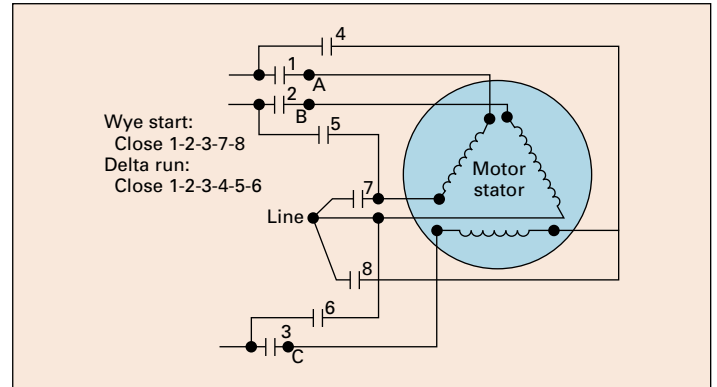 4
1
A
2
B
5
Wye start:
Close 1-2-3-7-8
Delta run:
Close 1-2-3-4-5-6
Motor
stator
7
Line
8
6
3
C